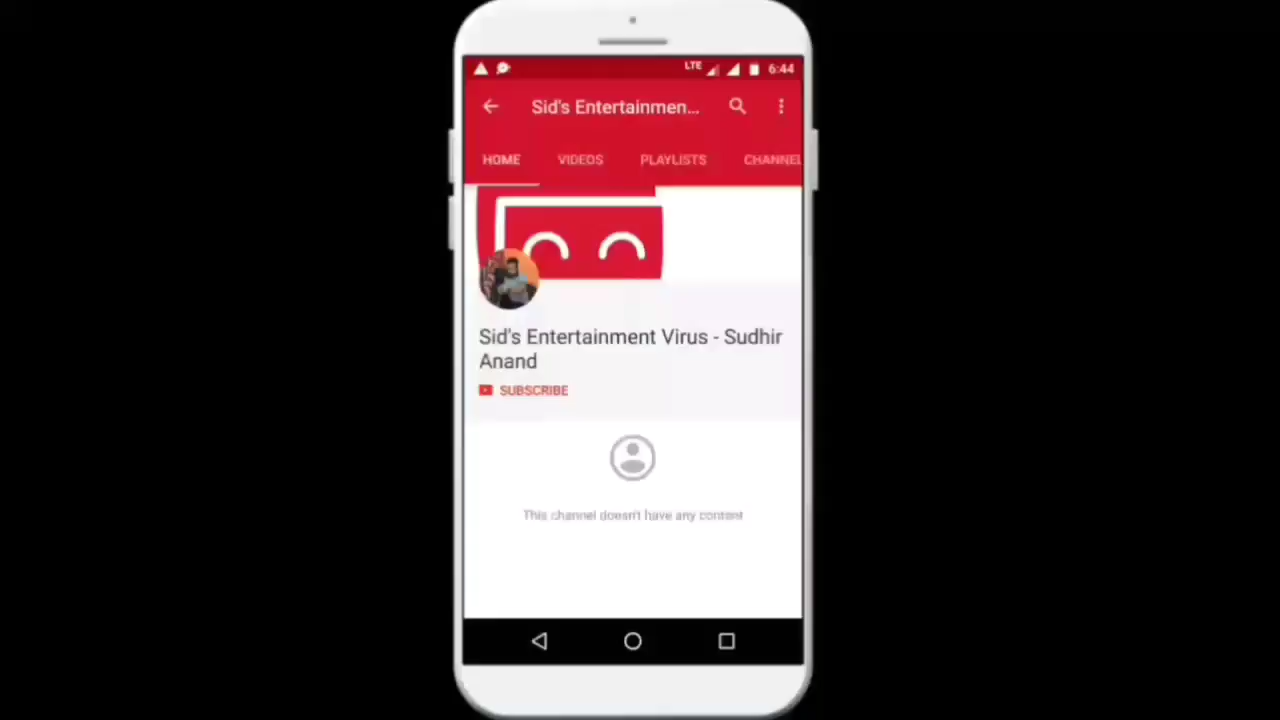 LTE 6:44
Sid's Entertainmen...
HOME VIDEOS PLAYLISTS CHANNEL
Sid's Entertainment Virus - Sudhir
Anand
SUBSCRIBE
This channel doesn't have any content